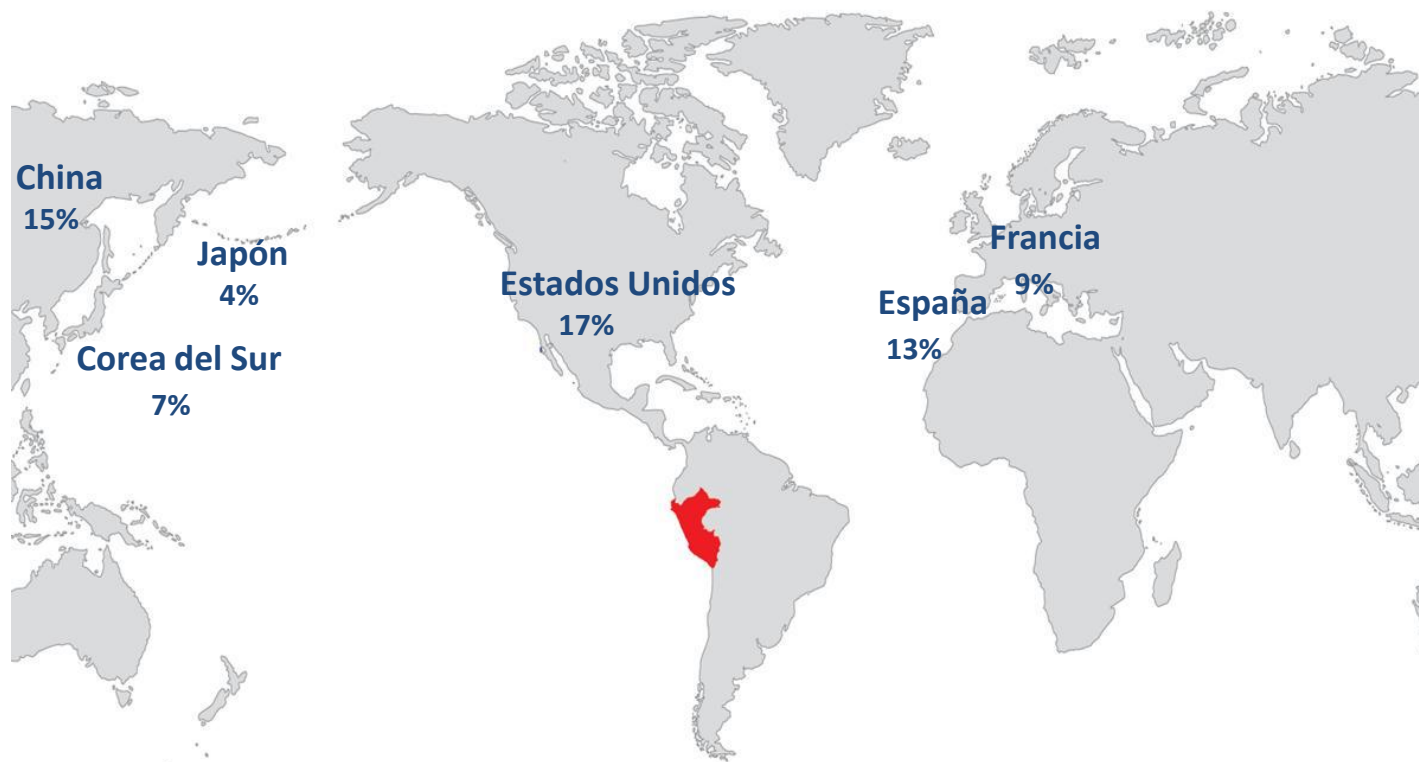 China
15%
Japón
4%
Corea del Sur
7%
Estados Unidos
17%
Francia
9%
España
13%